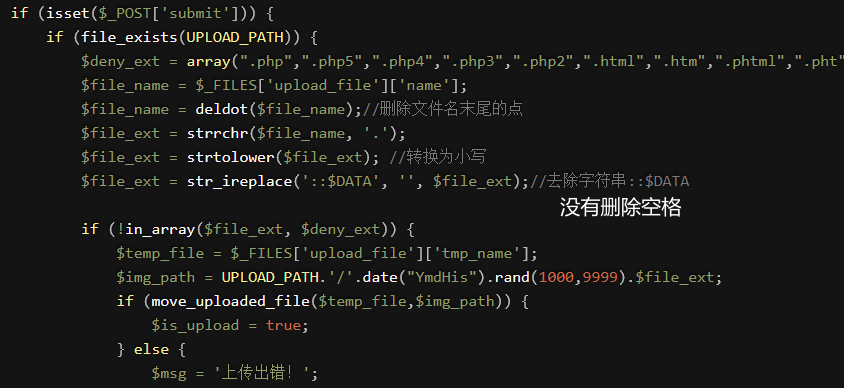 if (isset($_POST['submit'])) {
if (file_exists(UPLOAD_PATH)) {
$deny_ext = array(".php",".php5",".php4",".php3",".php2",".html",".htm",".phtml",".pht"
$file_name = $_FILES['upload_file']['name'];
$file_name = deldot($file_name);//删除文件名末尾的点
$file_ext = strrchr($file_name, '.');
$file_ext = strtolower($file_ext); //转换为小写
$file_ext = str_ireplace('::$DATA', '', $file_ext);//去除字符串::$DATA
没有删除空格
if (!in_array($file_ext, $deny_ext)) {
$temp_file = $_FILES['upload_file']['tmp_name'];
$img_path = UPLOAD_PATH.'/'.date("YmdHis").rand(1000,9999).$file_ext;
if (move_uploaded_file($temp_file,$img_path)) {
$is_upload = true;
} else {
$msg = '上传出错！';